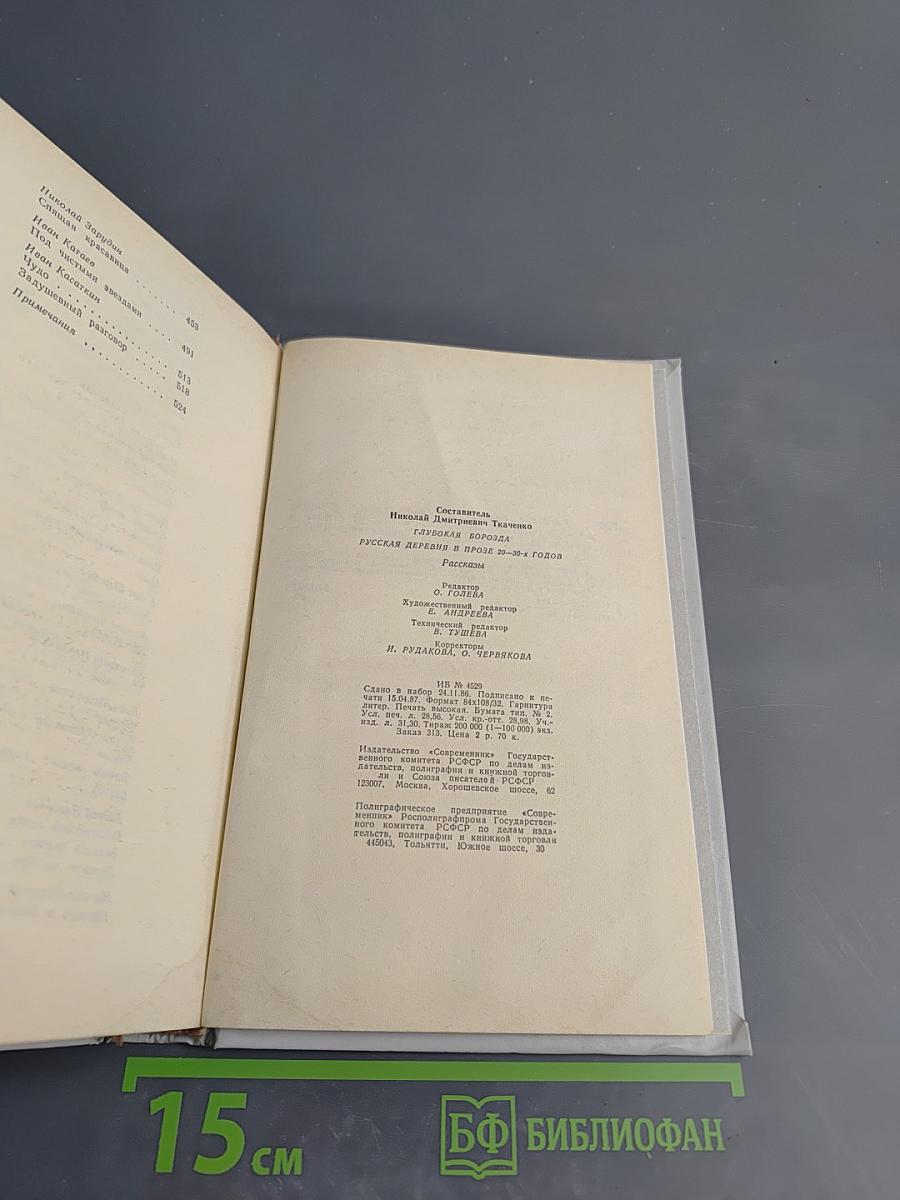 Николай Зарудин
Спящая красавица . . . . . . . 453
Иван Катаев
Под чистыми звездами . . . . 491
Иван Касаткин
Чудо . . . . . . . . . . . . . . 513
Задушевный разговор . . . . . 518
Примечания . . . . . . . . . . . 524
Составитель
Николай Дмитриевич Ткаченко
ГЛУБОКАЯ БОРОЗДА
РУССКАЯ ДЕРЕВНЯ В ПРОЗЕ 20—30-х ГОДОВ
Рассказы
Редактор
О. ГОЛЕВА
Художественный редактор
Е. АНДРЕЕВА
Технический редактор
В. ТУШЕВА
Корректоры
И. РУДАКОВА, О. ЧЕРВЯКОВА
ИБ № 4529
Сдано в набор 24.11.86. Подписано к пе-
чати 15.04.87. Формат 84х108/32. Гарнитура
литер. Печать высокая. Бумага тип. № 2.
Усл. печ. л. 28,56. Усл. кр.-отт. 28,98. Уч.-
изд. л. 31,30. Тираж 200 000 (1—100 000) экз.
Заказ 313. Цена 2 р. 70 к.
Издательство «Современник» Государст-
венного комитета РСФСР по делам из-
дательств, полиграфии и книжной торгов-
ли и Союза писателей РСФСР
123007, Москва, Хорошевское шоссе, 62
Полиграфическое предприятие «Совре-
менник» Росполиграфпрома Государствен-
ного комитета РСФСР по делам изда-
тельств, полиграфии и книжной торговли
445043, Тольятти, Южное шоссе, 30
15 см
БФ БИБЛИОФАН